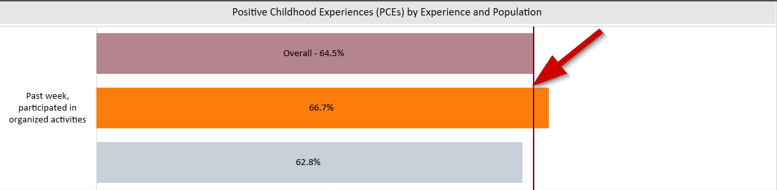 Positive Childhood Experiences (PCEs) by Experience and Population
Overall - 64.5%
Past week,
participated in
organized activities
66.7%
62.8%